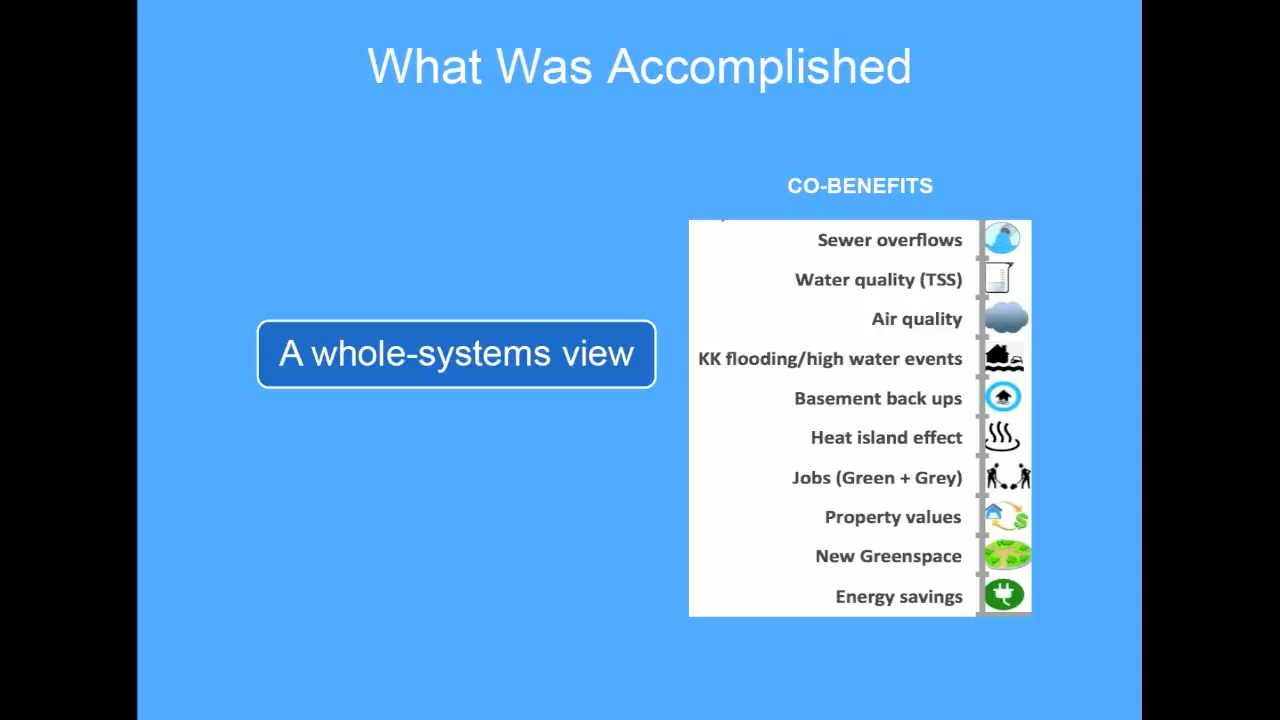 What Was Accomplished
CO-BENEFITS
A whole-systems view
Sewer overflows
Water quality (TSS)
Air quality
KK flooding/high water events
Basement back ups
Heat island effect
Jobs (Green + Grey)
Property values
New Greenspace
Energy savings